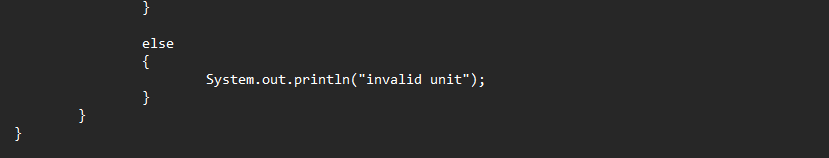 }
else
{
System.out.println("invalid unit");
}
}
}